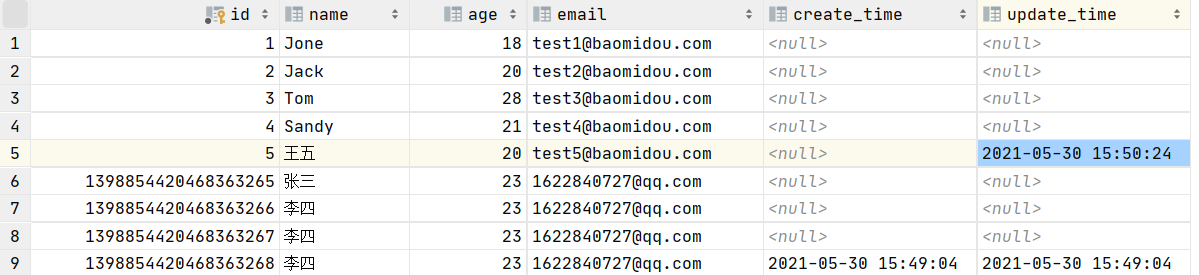 id name age email create_time update_time
1 1 Jone 18 test1@baomidou.com <null> <null>
2 2 Jack 20 test2@baomidou.com <null> <null>
3 3 Tom 28 test3@baomidou.com <null> <null>
4 4 Sandy 21 test4@baomidou.com <null> <null>
5 5 王五 20 test5@baomidou.com <null> 2021-05-30 15:50:24
6 1398854420468363265 张三 23 1622840727@qq.com <null> <null>
7 1398854420468363266 李四 23 1622840727@qq.com <null> <null>
8 1398854420468363267 李四 23 1622840727@qq.com <null> <null>
9 1398854420468363268 李四 23 1622840727@qq.com 2021-05-30 15:49:04 2021-05-30 15:49:04